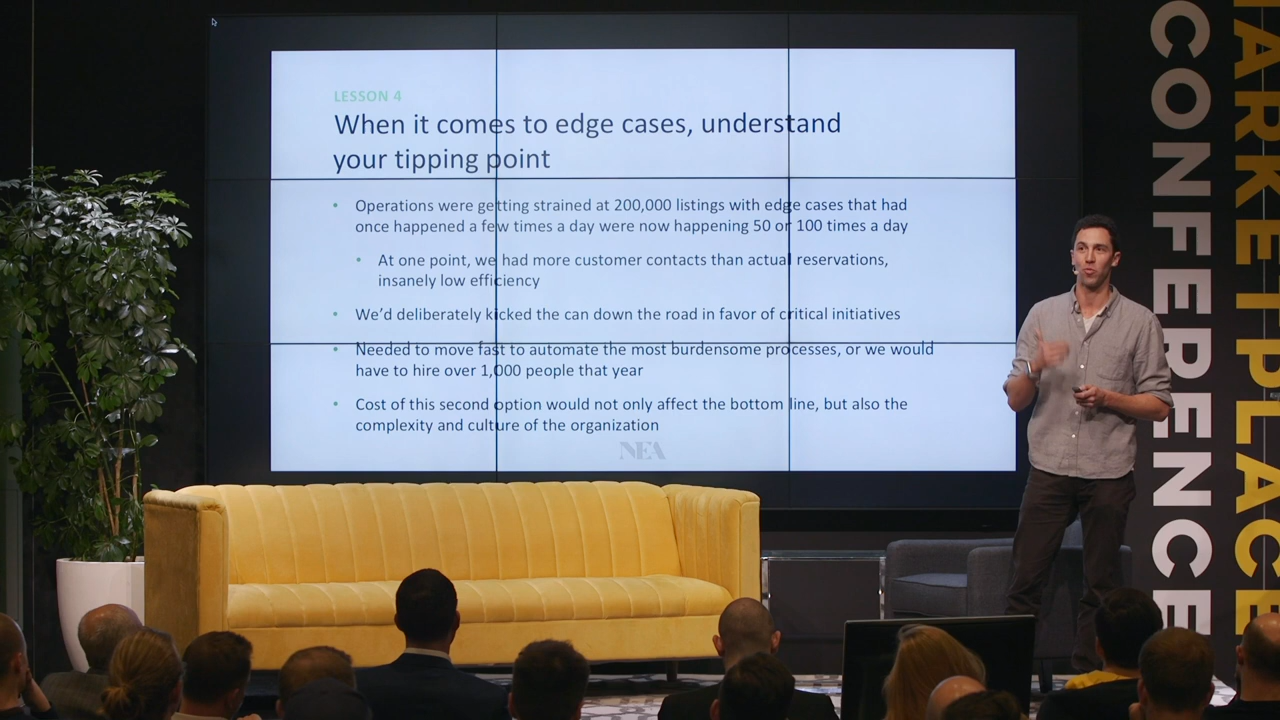 LESSON 4
When it comes to edge cases, understand
your tipping point
• Operations were getting strained at 200,000 listings with edge cases that had
once happened a few times a day were now happening 50 or 100 times a day
• At one point, we had more customer contacts than actual reservations,
insanely low efficiency
• We'd deliberately kicked the can down the road in favor of critical initiatives
• Needed to move fast to automate the most burdensome processes, or we would
have to hire over 1,000 people that year
• Cost of this second option would not only affect the bottom line, but also the
complexity and culture of the organization
NEA
CONFERENCE
ARKETPLACE